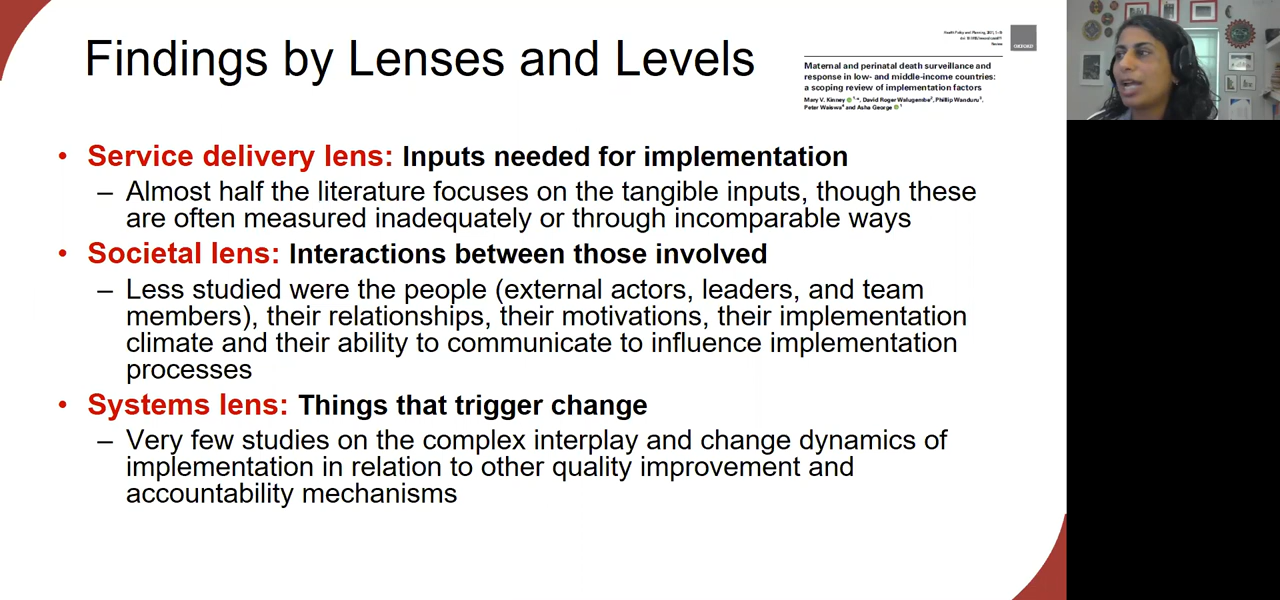 Findings by Lenses and Levels
OXFORD
Review
Maternal and perinatal death surveillance and
response in low- and middle-income countries:
a scoping review of implementation factors
Mary V. Kinney David Roger Walugembe, Phillip Wanduru,
Peter Waiswa and Asha George
• Service delivery lens: Inputs needed for implementation
– Almost half the literature focuses on the tangible inputs, though these
are often measured inadequately or through incomparable ways
• Societal lens: Interactions between those involved
– Less studied were the people (external actors, leaders, and team
members), their relationships, their motivations, their implementation
climate and their ability to communicate to influence implementation
processes
• Systems lens: Things that trigger change
– Very few studies on the complex interplay and change dynamics of
implementation in relation to other quality improvement and
accountability mechanisms